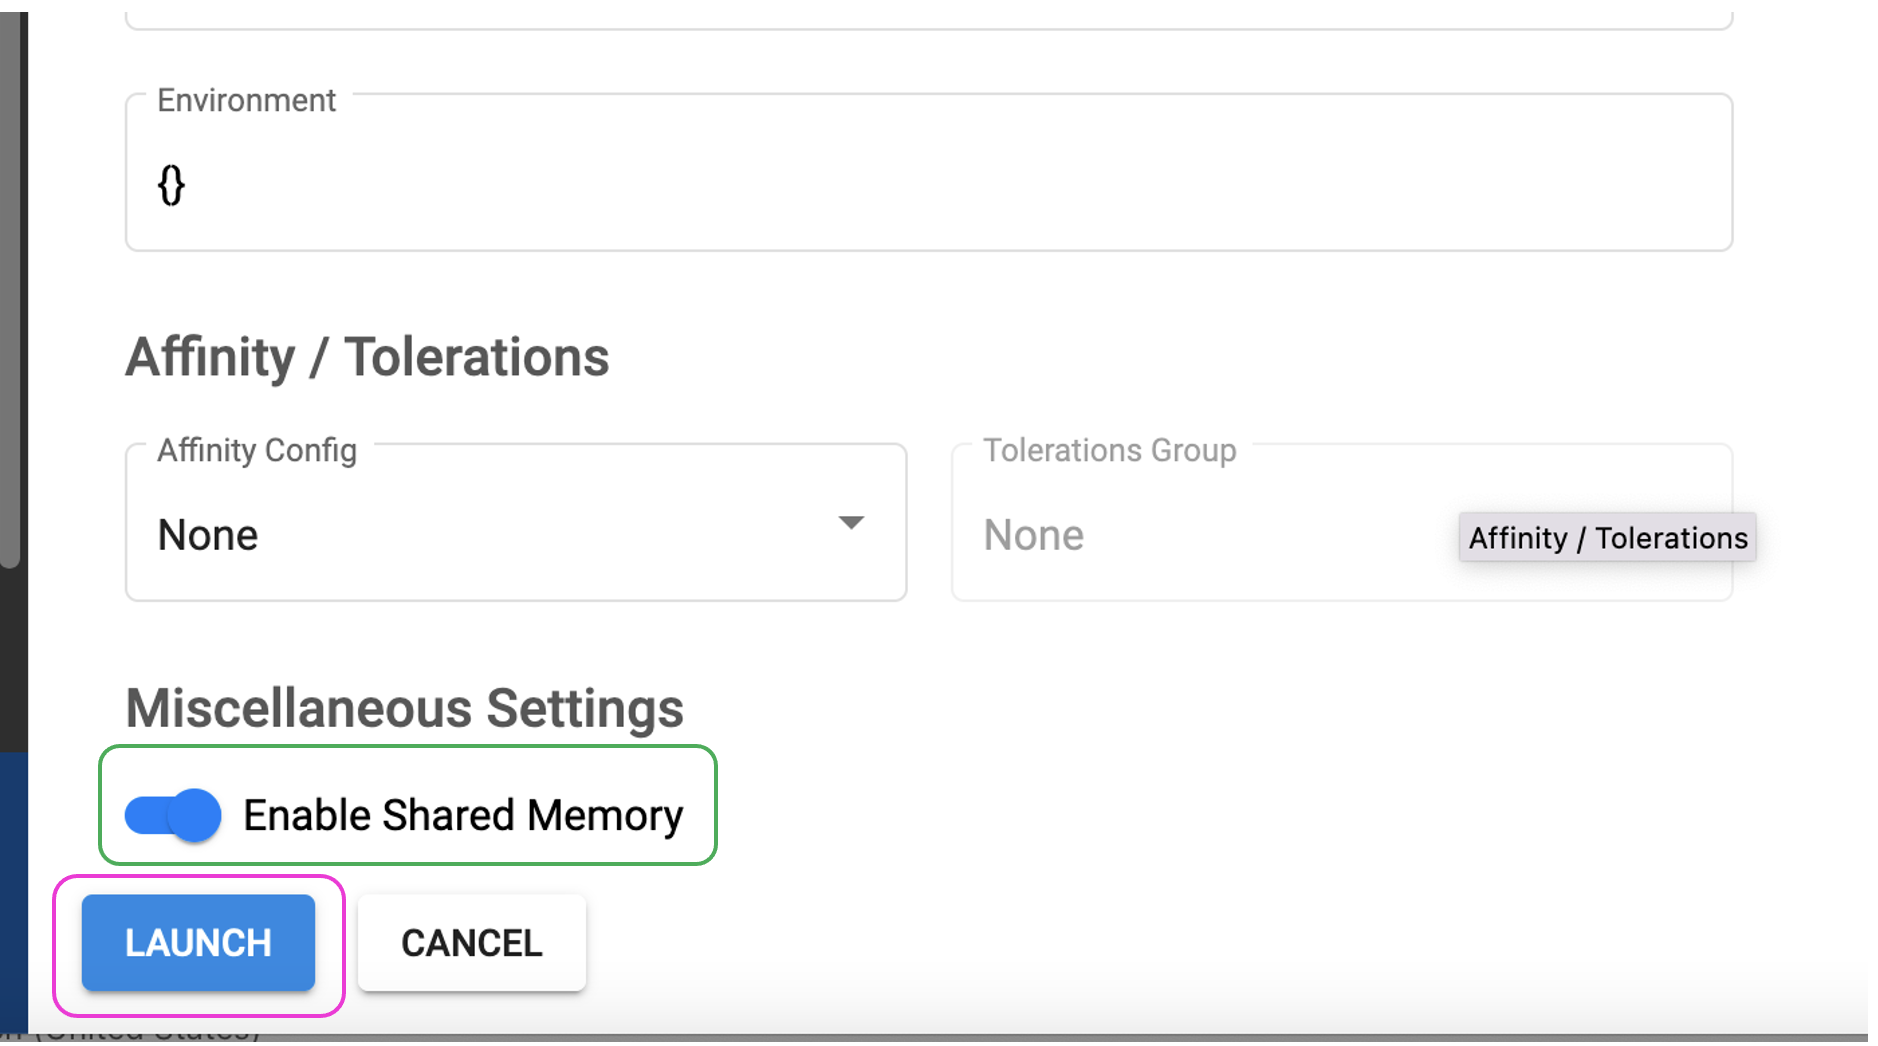 Environment
{}
Affinity / Tolerations
Affinity Config
Tolerations Group
None
None
Affinity / Tolerations
Miscellaneous Settings
Enable Shared Memory
LAUNCH
CANCEL
(United States)